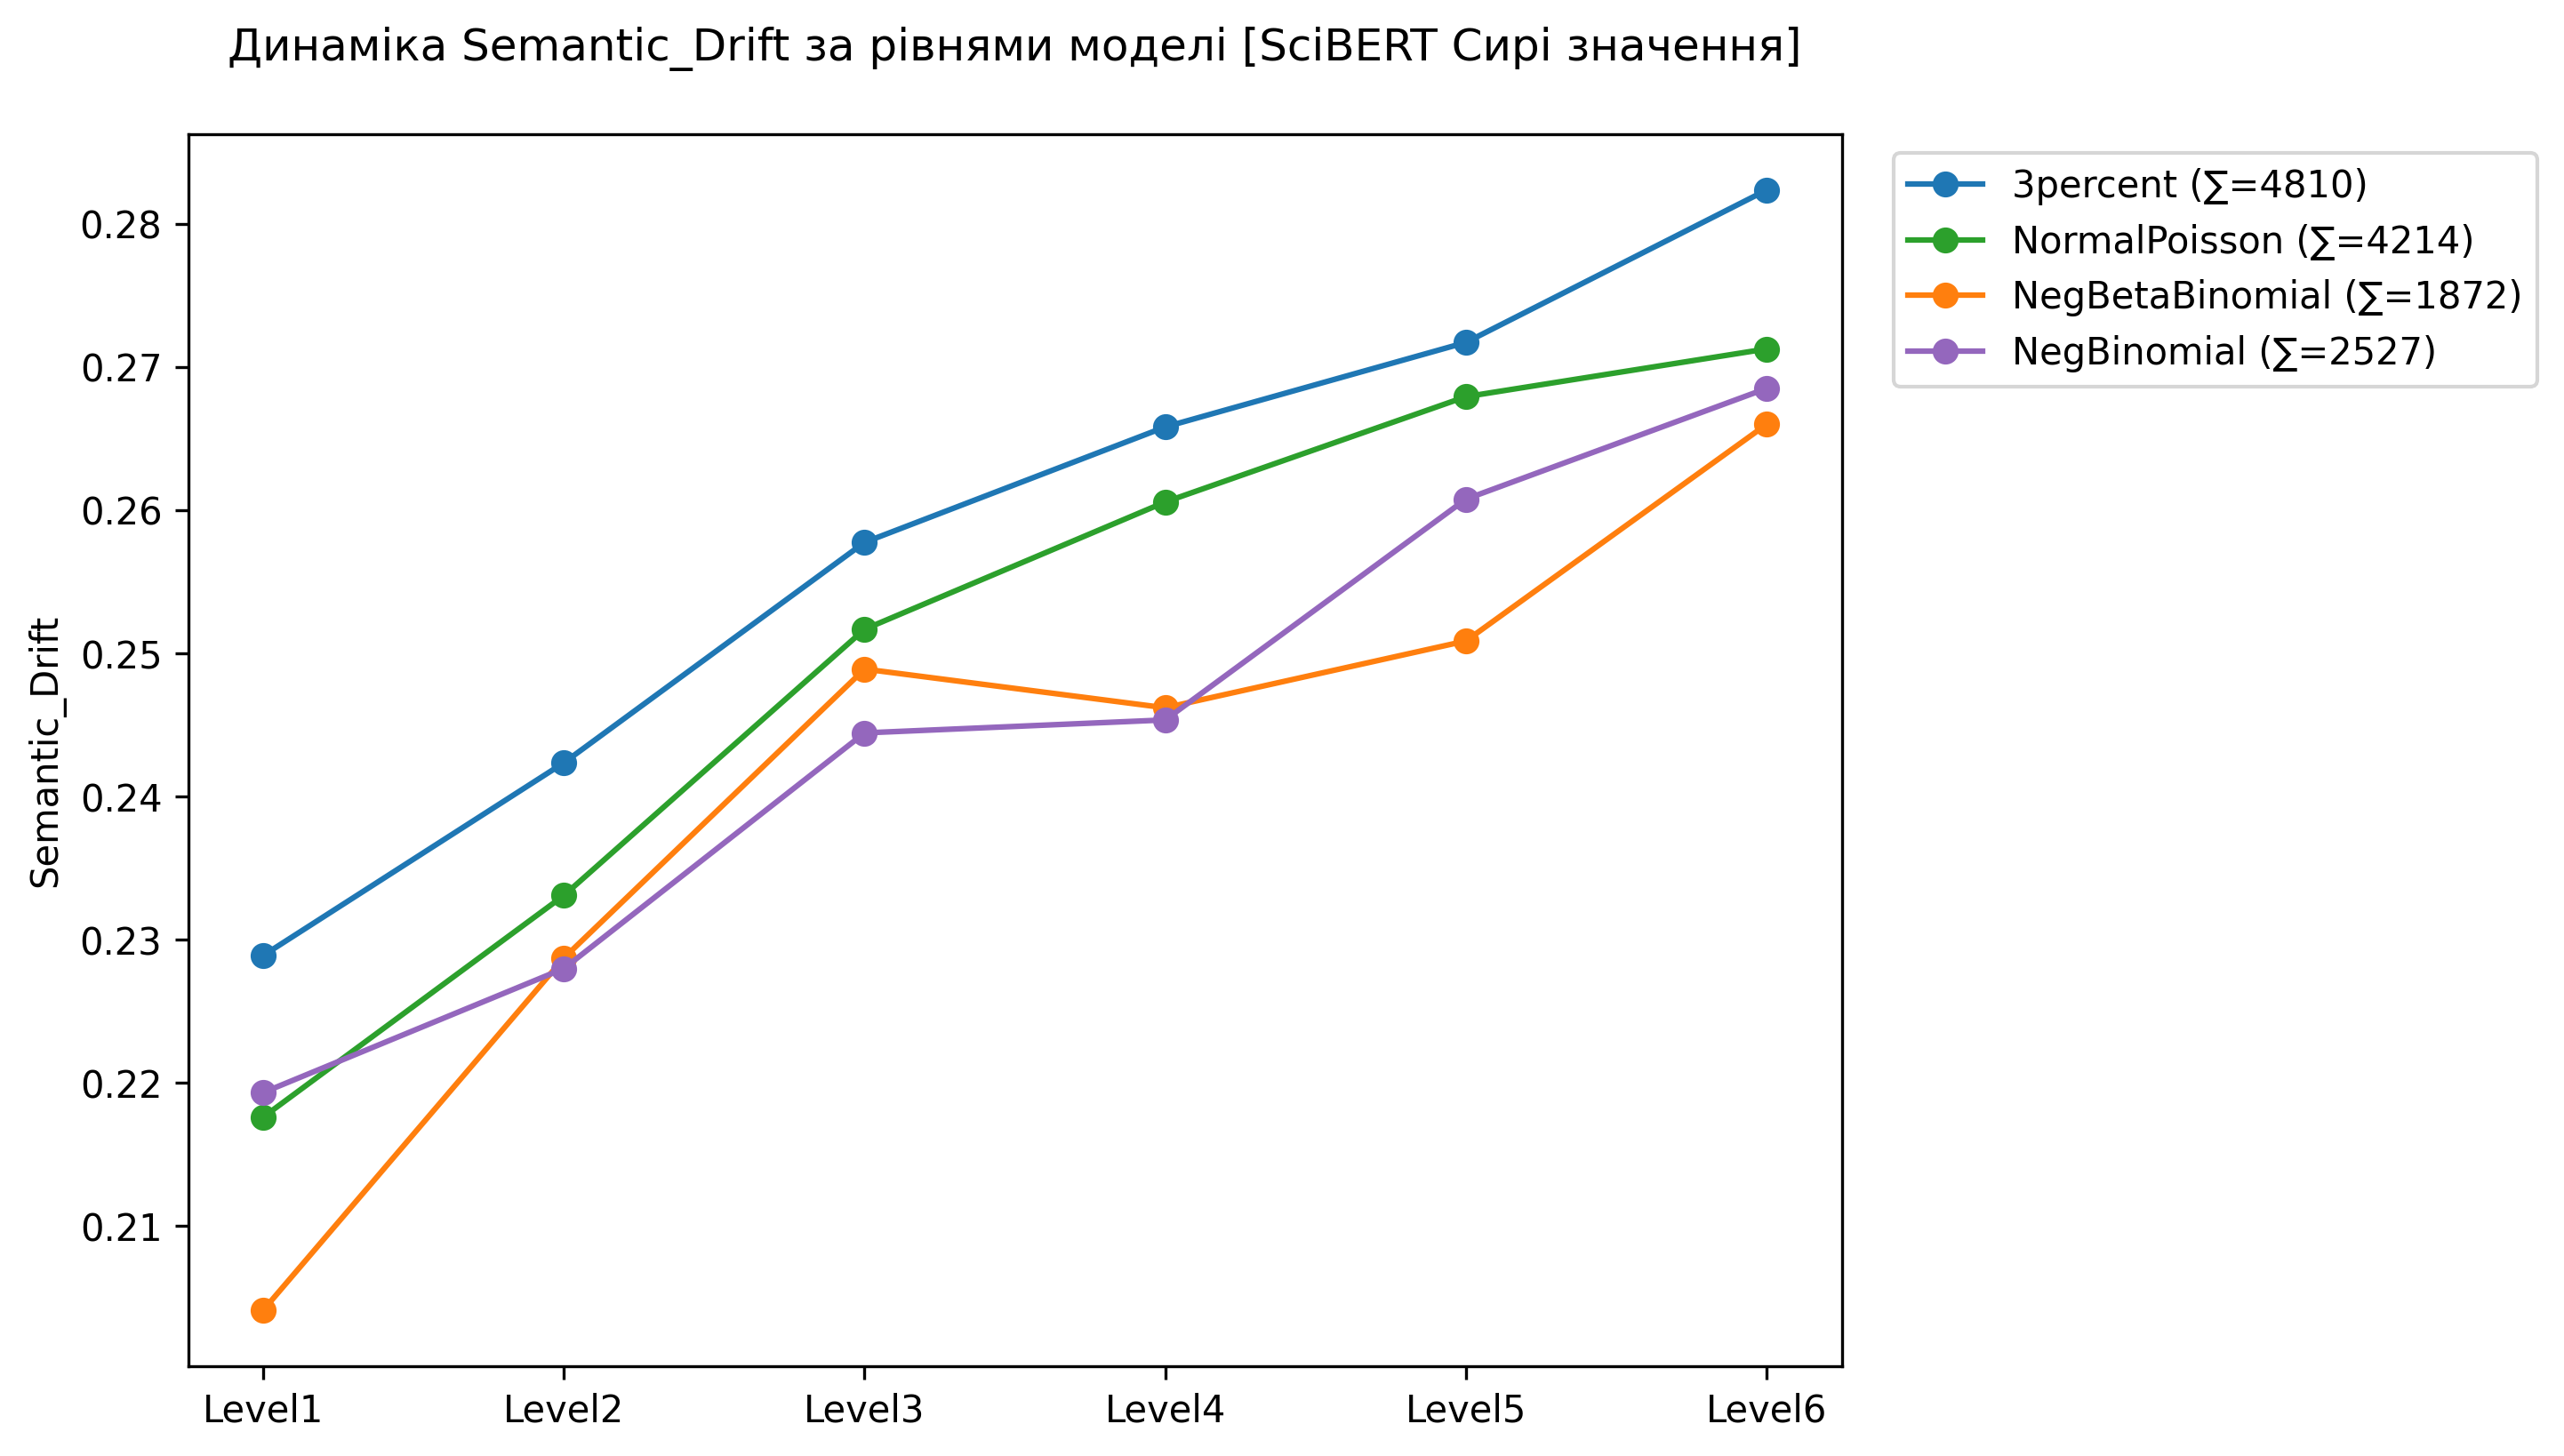 Динаміка Semantic_Drift за рівнями моделі [SciBERT Сирі значення]
3percent (∑=4810)
NormalPoisson (∑=4214)
NegBetaBinomial (∑=1872)
NegBinomial (∑=2527)
Semantic_Drift
0.28
0.27
0.26
0.25
0.24
0.23
0.22
0.21
Level1 Level2 Level3 Level4 Level5 Level6